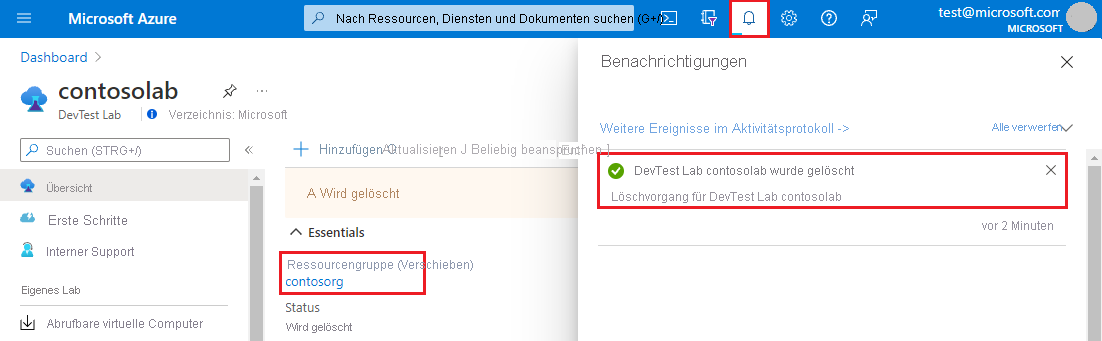 Microsoft Azure
Nach Ressourcen, Diensten und Dokumenten suchen (G+/)
test@microsoft.com
MICROSOFT
Dashboard >
contosolab
DevTest Lab
Verzeichnis: Microsoft
Suchen (STRG+/)
Übersicht
Erste Schritte
Interner Support
Eigenes Lab
Abrufbare virtuelle Computer
+ Hinzufügen Aktualisieren J Beliebig beanspruchen ]
A Wird gelöscht
Essentials
Ressourcengruppe (Verschieben)
contosorg
Status
Wird gelöscht
Benachrichtigungen
Weitere Ereignisse im Aktivitätsprotokoll ->
Alle verwerfen
DevTest Lab contosolab wurde gelöscht
Löschvorgang für DevTest Lab contosolab
vor 2 Minuten